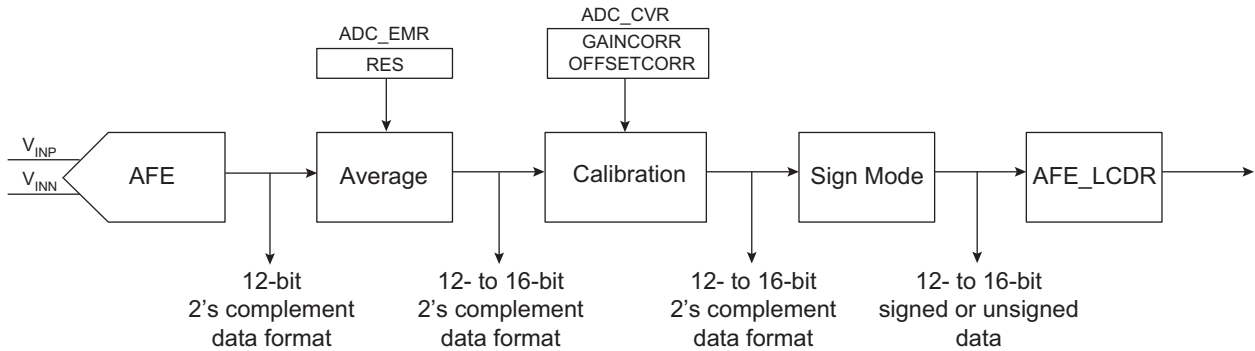 ADC_EMR
RES
ADC_CVR
GAINCORR
OFFSETCORR
VINP
VINN
AFE
Average
Calibration
Sign Mode
AFE_LCDR
12-bit
2's complement
data format
12- to 16-bit
2's complement
data format
12- to 16-bit
2's complement
data format
12- to 16-bit
signed or unsigned
data